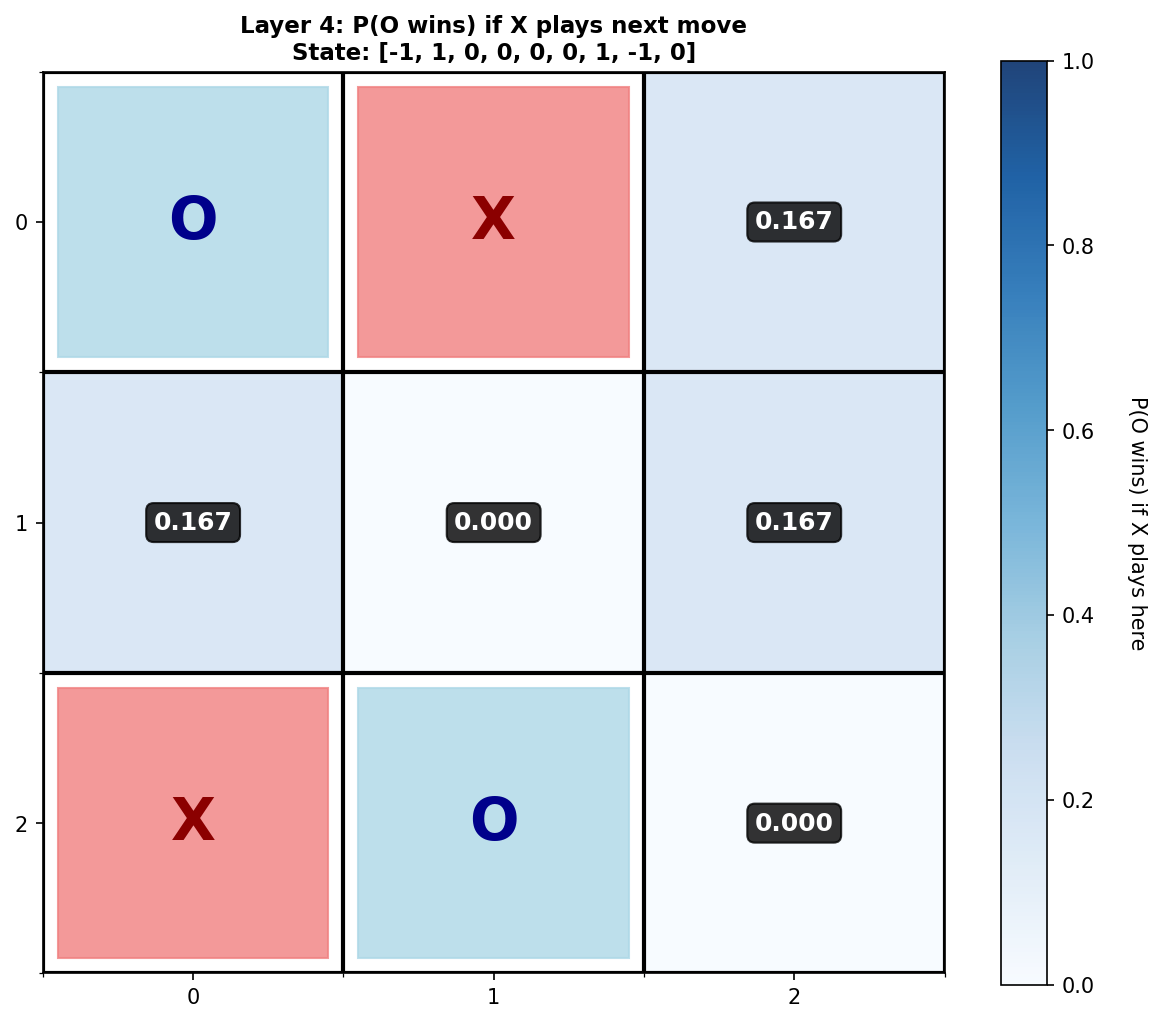 Layer 4: P(O wins) if X plays next move
State: [-1, 1, 0, 0, 0, 0, 1, -1, 0]
0
O
X
0.167
1
0.167
0.000
0.167
2
X
O
0.000
0
1
2
1.0
0.8
0.6
0.4
0.2
0.0
P(O wins) if X plays here